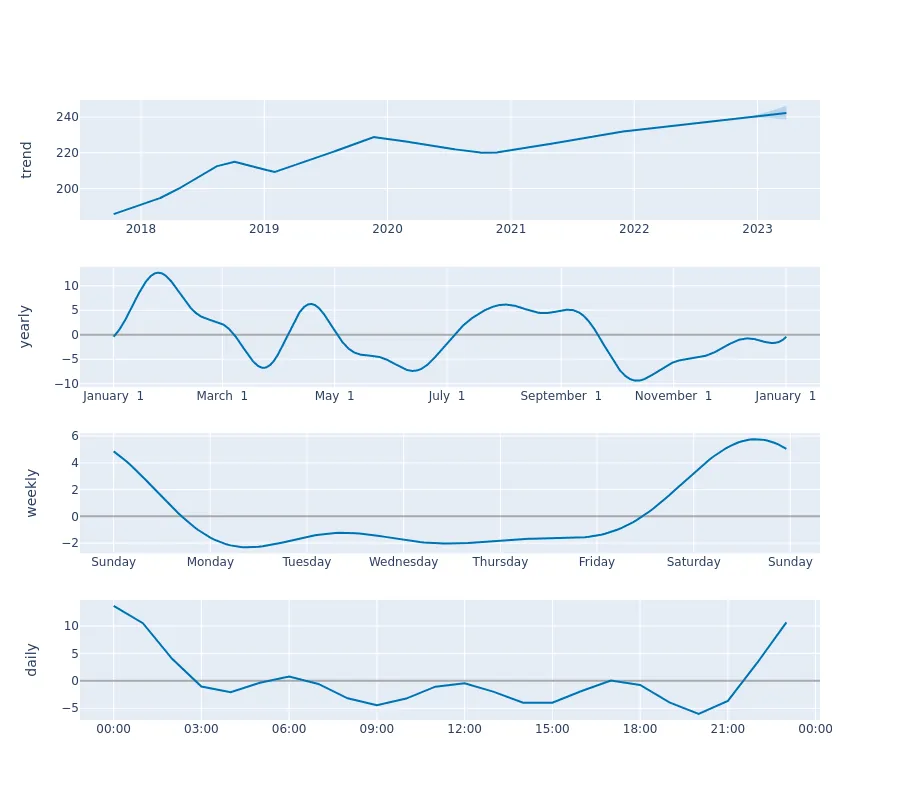 trend
240
220
200
2018 2019 2020 2021 2022 2023
yearly
10
5
0
−5
−10
January 1 March 1 May 1 July 1 September 1 November 1 January 1
weekly
6
4
2
0
−2
Sunday Monday Tuesday Wednesday Thursday Friday Saturday Sunday
daily
10
5
0
−5
00:00 03:00 06:00 09:00 12:00 15:00 18:00 21:00 00:00